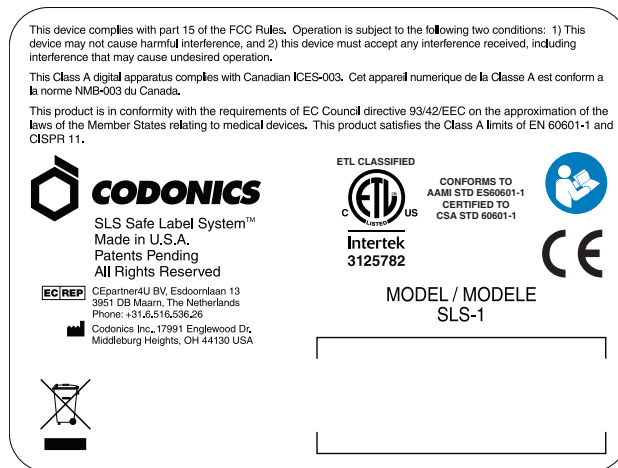 This device complies with part 15 of the FCC Rules. Operation is subject to the following two conditions: 1) This
device may not cause harmful interference, and 2) this device must accept any interference received, including
interference that may cause undesired operation.
This Class A digital apparatus complies with Canadian ICES-003. Cet appareil numerique de la Classe A est conform a
la norme NMB-003 du Canada.
This product is in conformity with the requirements of EC Council directive 93/42/EEC on the approximation of the
laws of the Member States relating to medical devices. This product satisfies the Class A limits of EN 60601-1 and
CISPR 11.
CODONICS
SLS Safe Label System™
Made in U.S.A.
Patents Pending
All Rights Reserved
EC REP
CEpartner4U BV, Esdoornlaan 13
3951 DB Maarn, The Netherlands
Phone: +31.6.516.536.26
Codonics Inc.,17991 Englewood Dr.
Middleburg Heights, OH 44130 USA
ETL CLASSIFIED
C ETL US
LISTED
Intertek
3125782
CONFORMS TO
AAMI STD ES60601-1
CERTIFIED TO
CSA STD 60601-1
CE
MODEL / MODELE
SLS-1